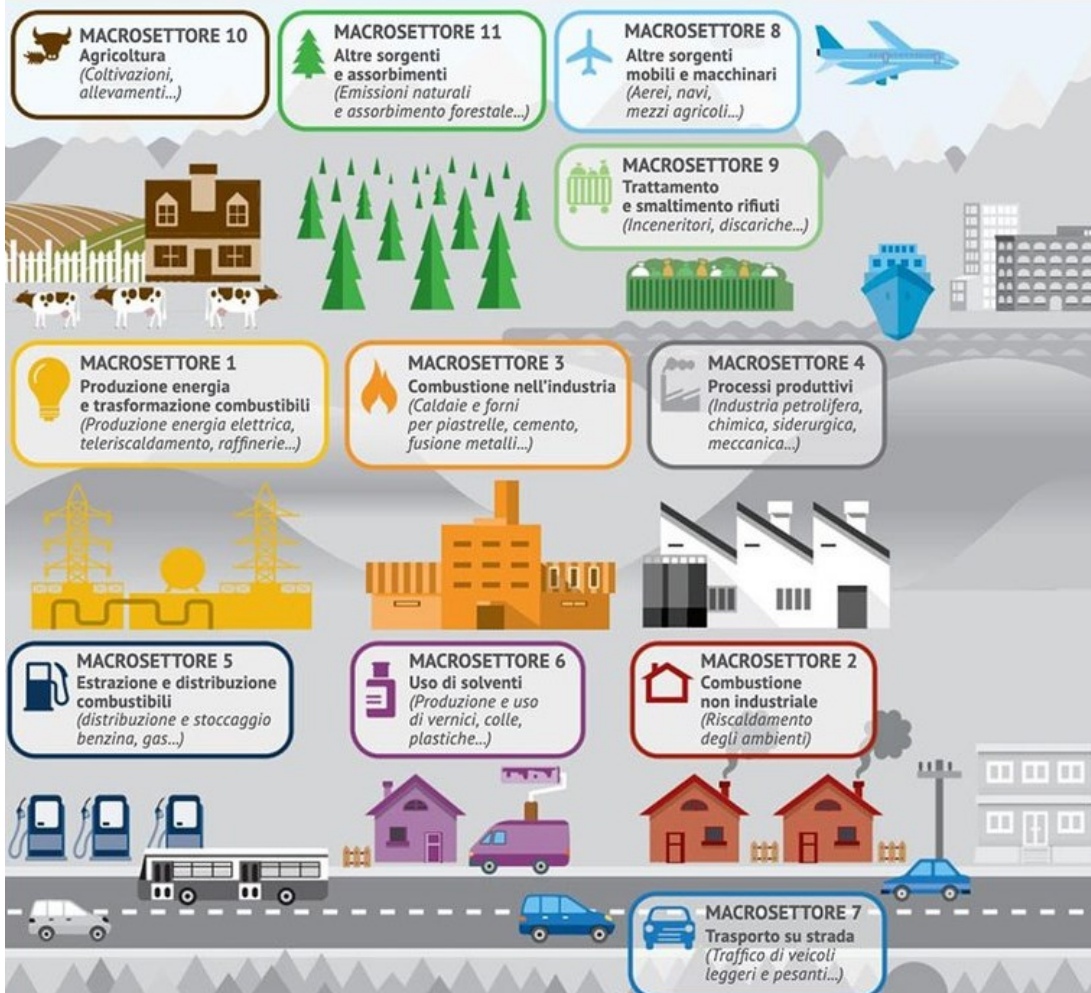 MACROSETTORE 10
Agricoltura
(Coltivazioni,
allevamenti...)
MACROSETTORE 11
Altre sorgenti
e assorbimenti
(Emissioni naturali
e assorbimento forestale...)
MACROSETTORE 8
Altre sorgenti
mobili e macchinari
(Aerei, navi,
mezzi agricoli...)
MACROSETTORE 9
Trattamento
e smaltimento rifiuti
(Inceneritori, discariche...)
MACROSETTORE 1
Produzione energia
e trasformazione combustibili
(Produzione energia elettrica,
teleriscaldamento, raffinerie...)
MACROSETTORE 3
Combustione nell'industria
(Caldaie e forni
per piastrelle, cemento,
fusione metalli...)
MACROSETTORE 4
Processi produttivi
(Industria petrolifera,
chimica, siderurgica,
meccanica...)
MACROSETTORE 5
Estrazione e distribuzione
combustibili
(distribuzione e stoccaggio
benzina, gas...)
MACROSETTORE 6
Uso di solventi
(Produzione e uso
di vernici, colle,
plastiche...)
MACROSETTORE 2
Combustione
non industriale
(Riscaldamento
degli ambienti)
MACROSETTORE 7
Trasporto su strada
(Traffico di veicoli
leggeri e pesanti...)